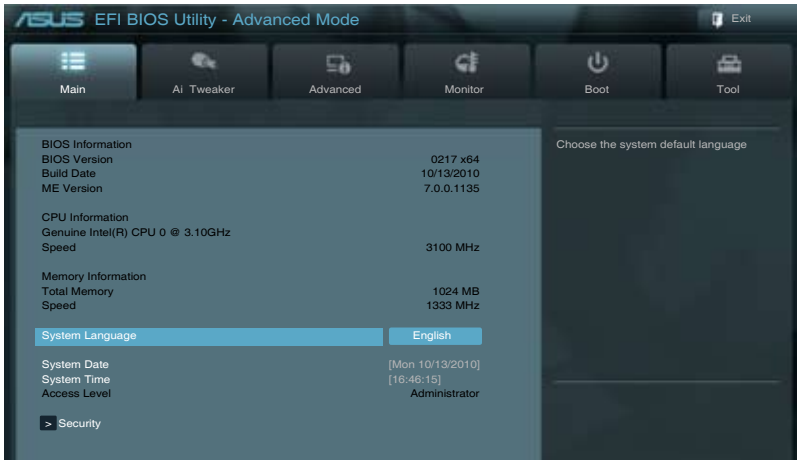 ASUS EFI BIOS Utility - Advanced Mode
Exit
Main
Ai Tweaker
Advanced
Monitor
Boot
Tool
BIOS Information
BIOS Version 0217 x64
Build Date 10/13/2010
ME Version 7.0.0.1135
CPU Information
Genuine Intel(R) CPU 0 @ 3.10GHz
Speed 3100 MHz
Memory Information
Total Memory 1024 MB
Speed 1333 MHz
System Language English
System Date [Mon 10/13/2010]
System Time [16:46:15]
Access Level Administrator
> Security
Choose the system default language